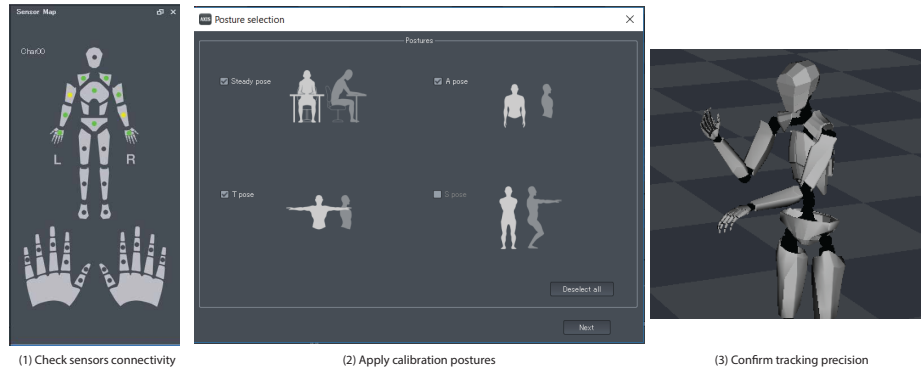 Sensor Map
Char00
L R
AXIS Posture selection
Postures
Steady pose
A pose
T pose
S pose
Deselect all
Next
(1) Check sensors connectivity
(2) Apply calibration postures
(3) Confirm tracking precision